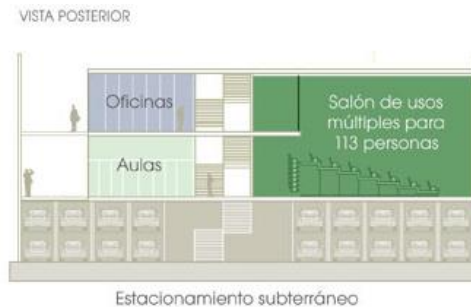 VISTA POSTERIOR
Oficinas
Salón de usos
múltiples para
113 personas
Aulas
Estacionamiento subterráneo